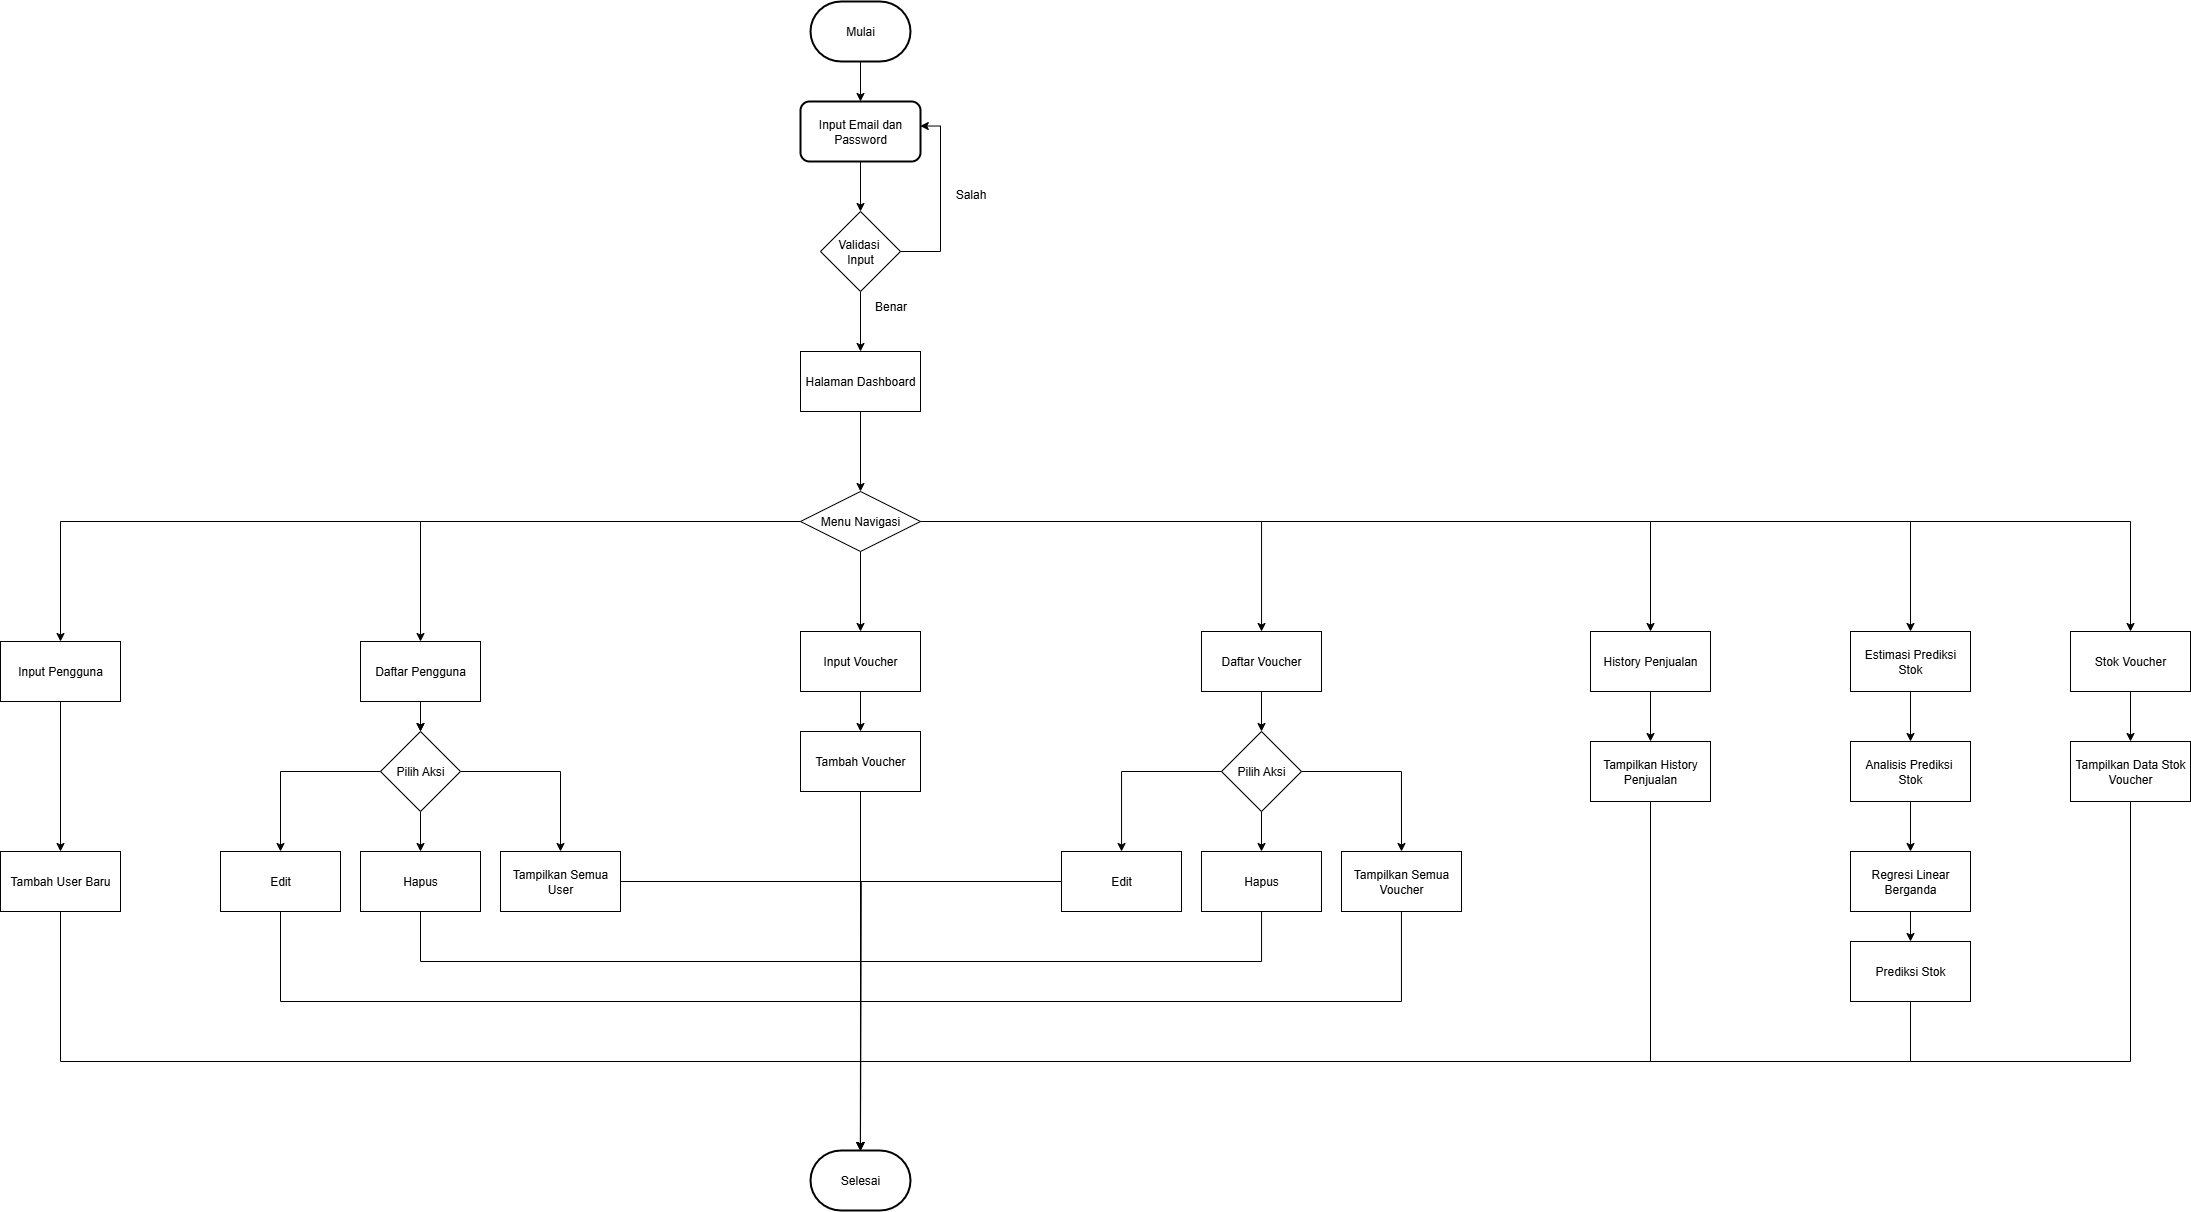 Mulai
Input Email dan
Password
Salah
Validasi
Input
Benar
Halaman Dashboard
Menu Navigasi
Input Pengguna
Daftar Pengguna
Input Voucher
Daftar Voucher
History Penjualan
Estimasi Prediksi
Stok
Stok Voucher
Pilih Aksi
Tambah Voucher
Pilih Aksi
Tampilkan History
Penjualan
Analisis Prediksi
Stok
Tampilkan Data Stok
Voucher
Tambah User Baru
Edit
Hapus
Tampilkan Semua
User
Edit
Hapus
Tampilkan Semua
Voucher
Regresi Linear
Berganda
Prediksi Stok
Selesai